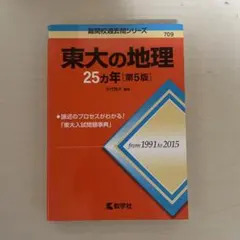 難関校過去問シリーズ
709
東大の地理
25カ年[第5版]
●論述のプロセスがわかる!
「東大入試問題事典」
from 1991 to 2015
教学社